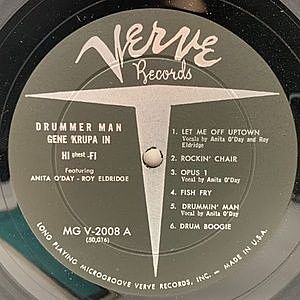 Verve
Records
DRUMMER MAN
GENE KRUPA IN
HI ghest -FI
Featuring
ANITA O'DAY - ROY ELDRIDGE
MG V-2008 A
(50,016)
1. LET ME OFF UPTOWN
Vocals by Anita O'Day and Roy
Eldridge
2. ROCKIN' CHAIR
3. OPUS 1
Vocal by Anita O'Day
4. FISH FRY
5. DRUMMIN' MAN
Vocal by Anita O'Day
6. DRUM BOOGIE
LONG PLAYING MICROGROOVE VERVE RECORDS, INC. - MADE IN U.S.A.